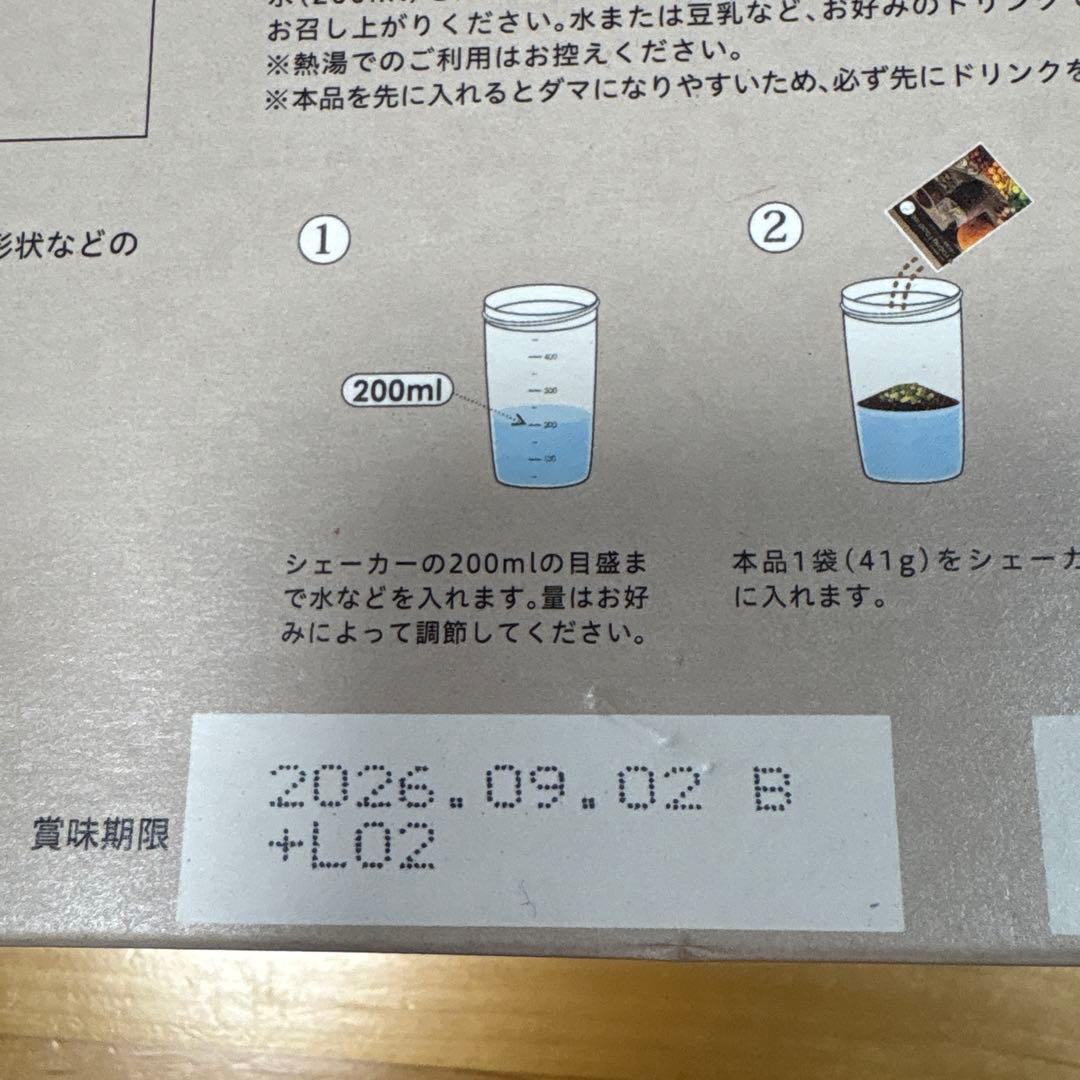 お召し上がりください。水または豆乳など、お好みのドリンクで
※熱湯でのご利用はお控えください。
※本品を先に入れるとダマになりやすいため、必ず先にドリンクを
形状などの
1
2
400
300
200ml
200
100
シェーカーの200mlの目盛ま
で水などを入れます。量はお好
みによって調節してください。
本品1袋(41g)をシェーカ
に入れます。
賞味期限
2026.09.02 B
+L02